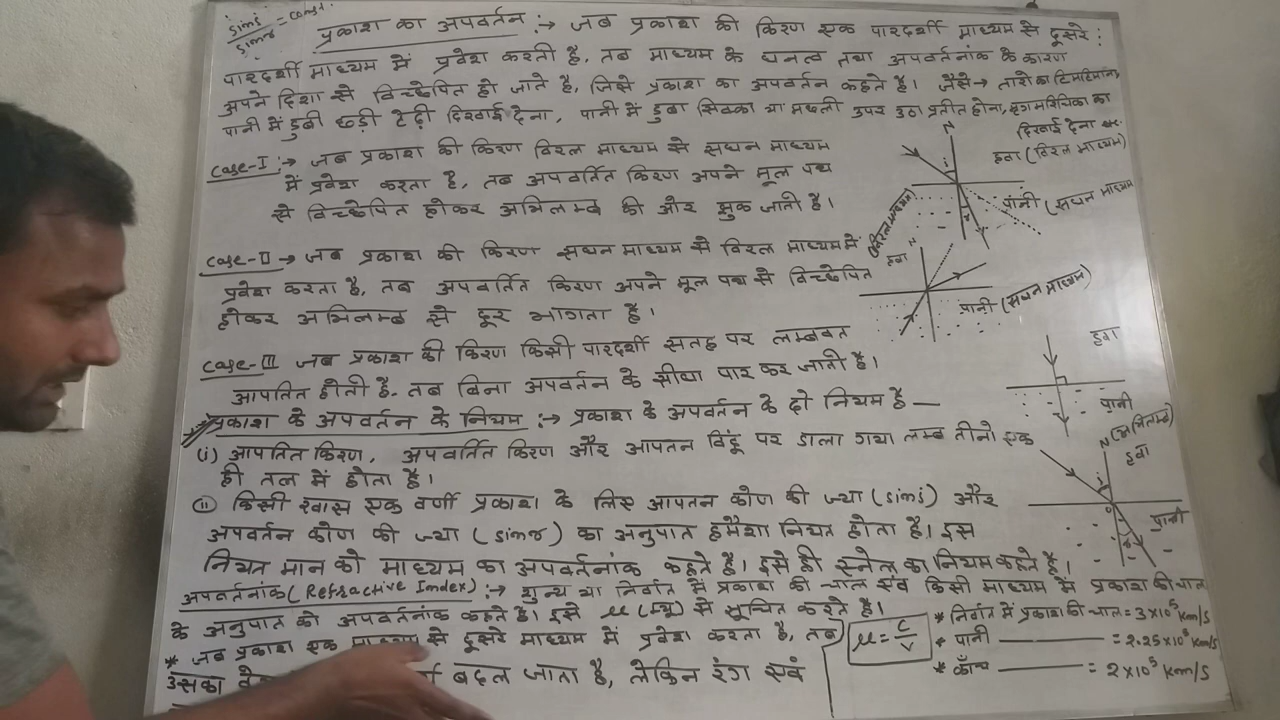 sini/sinr = const.
प्रकाश का अपवर्तन :→ जब प्रकाश की किरण एक पारदर्शी माध्यम से दूसरे
पारदर्शी माध्यम में प्रवेश करती है, तब माध्यम के घनत्व तथा अपवर्तनांक के कारण
अपने दिशा से विच्छेपित हो जाते है, जिसे प्रकाश का अपवर्तन कहते है। जैसे→ तारो का टिमटिमाना,
पानी में डुबी छड़ी टेढ़ी दिखाई देना, पानी में डुबा सिक्का या मछली उपर उठा प्रतीत होना, मृगमरिचिका का
दिखाई देना
Case-I :→ जब प्रकाश की किरण विरल माध्यम से सघन माध्यम
में प्रवेश करता है, तब अपवर्तित किरण अपने मूल पथ
से विच्छेपित होकर अभिलम्ब की ओर झुक जाती है।
N
i
r
हवा (विरल माध्यम)
पानी (सघन माध्यम
Case-II → जब प्रकाश की किरण सघन माध्यम से विरल माध्यम में
प्रवेश करता है, तब अपवर्तित किरण अपने मूल पथ से विच्छेपित
होकर अभिलम्ब से दूर भागता है।
(विरल माध्यम)
हवा
N
पानी (सघन माध्यम)
Case-III जब प्रकाश की किरण किसी पारदर्शी सतह पर लम्बवत
आपतित होती है, तब बिना अपवर्तन के सीधा पार कर जाती है।
हवा
पानी
प्रकाश के अपवर्तन के नियम :→ प्रकाश के अपवर्तन के दो नियम है —
(i) आपतित किरण, अपवर्तित किरण और आपतन विंदू पर डाला गया लम्ब तीनो एक
ही तल में होता है।
(ii) किसी खास एक वर्णी प्रकाश के लिए आपतन कोण की ज्या (sini) और
अपवर्तन कोण की ज्या (sinr) का अनुपात हमेशा नियत होता है। इस
नियत मान को माध्यम का अपवर्तनांक कहते है। इसे ही स्नेल का नियम कहते है।
N (अभिलम्ब)
हवा
i
o
r
पानी
अपवर्तनांक (Refractive Index) :→ शुन्य या निर्वात में प्रकाश की चाल एवं किसी माध्यम में प्रकाश की चाल
के अनुपात को अपवर्तनांक कहते है। इसे μ (म्यू) से सूचित करते है।
* जब प्रकाश एक माध्यम से दूसरे माध्यम में प्रवेश करता है, तब
उसका बदल जाता है, लेकिन रंग एवं
μ = c/v
* निर्वात में प्रकाश की चाल = 3×10⁵ Km/S
* पानी ——— = 2.25×10⁵ Km/S
* काँच ——— = 2×10⁵ Km/S